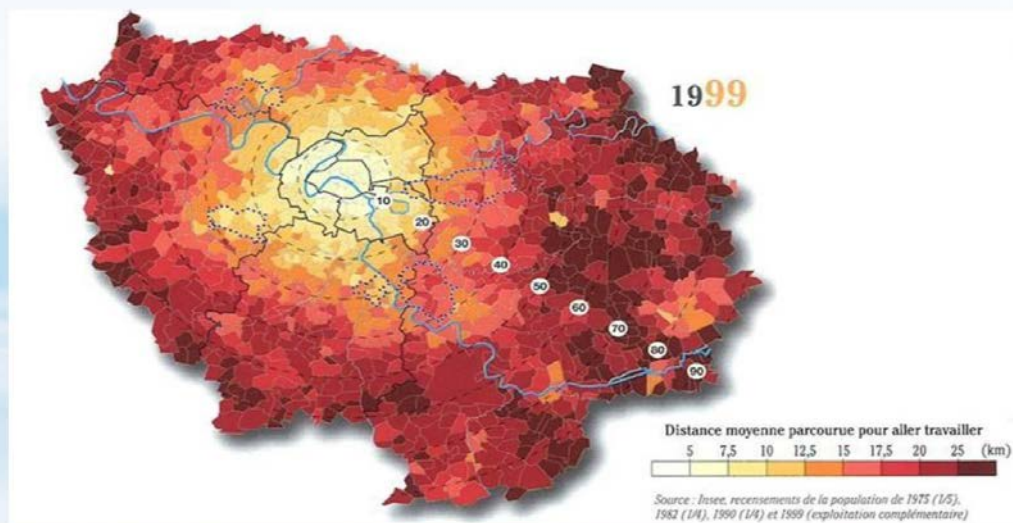 1999
10
20
30
40
50
60
70
80
90
Distance moyenne parcourue pour aller travailler
5 7,5 10 12,5 15 17,5 20 25 (km)
Source : Insee, recensements de la population de 1975 (1/5),
1982 (1/4), 1990 (1/4) et 1999 (exploitation complémentaire)